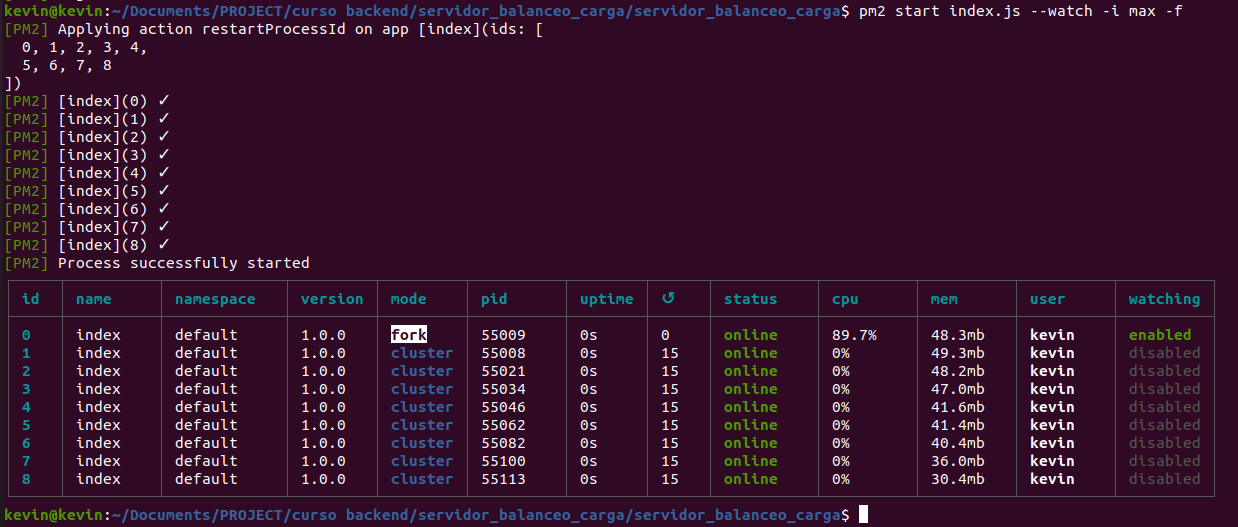 kevin@kevin:~/Documents/PROJECT/curso backend/servidor_balanceo_carga/servidor_balanceo_carga$ pm2 start index.js --watch -i max -f
[PM2] Applying action restartProcessId on app [index](ids: [
  0, 1, 2, 3, 4,
  5, 6, 7, 8
])
[PM2] [index](0) ✓
[PM2] [index](1) ✓
[PM2] [index](2) ✓
[PM2] [index](3) ✓
[PM2] [index](4) ✓
[PM2] [index](5) ✓
[PM2] [index](6) ✓
[PM2] [index](7) ✓
[PM2] [index](8) ✓
[PM2] Process successfully started
id name namespace version mode pid uptime ↺ status cpu mem user watching
0 index default 1.0.0 fork 55009 0s 0 online 89.7% 48.3mb kevin enabled
1 index default 1.0.0 cluster 55008 0s 15 online 0% 49.3mb kevin disabled
2 index default 1.0.0 cluster 55021 0s 15 online 0% 48.2mb kevin disabled
3 index default 1.0.0 cluster 55034 0s 15 online 0% 47.0mb kevin disabled
4 index default 1.0.0 cluster 55046 0s 15 online 0% 41.6mb kevin disabled
5 index default 1.0.0 cluster 55062 0s 15 online 0% 41.4mb kevin disabled
6 index default 1.0.0 cluster 55082 0s 15 online 0% 40.4mb kevin disabled
7 index default 1.0.0 cluster 55100 0s 15 online 0% 36.0mb kevin disabled
8 index default 1.0.0 cluster 55113 0s 15 online 0% 30.4mb kevin disabled
kevin@kevin:~/Documents/PROJECT/curso backend/servidor_balanceo_carga/servidor_balanceo_carga$